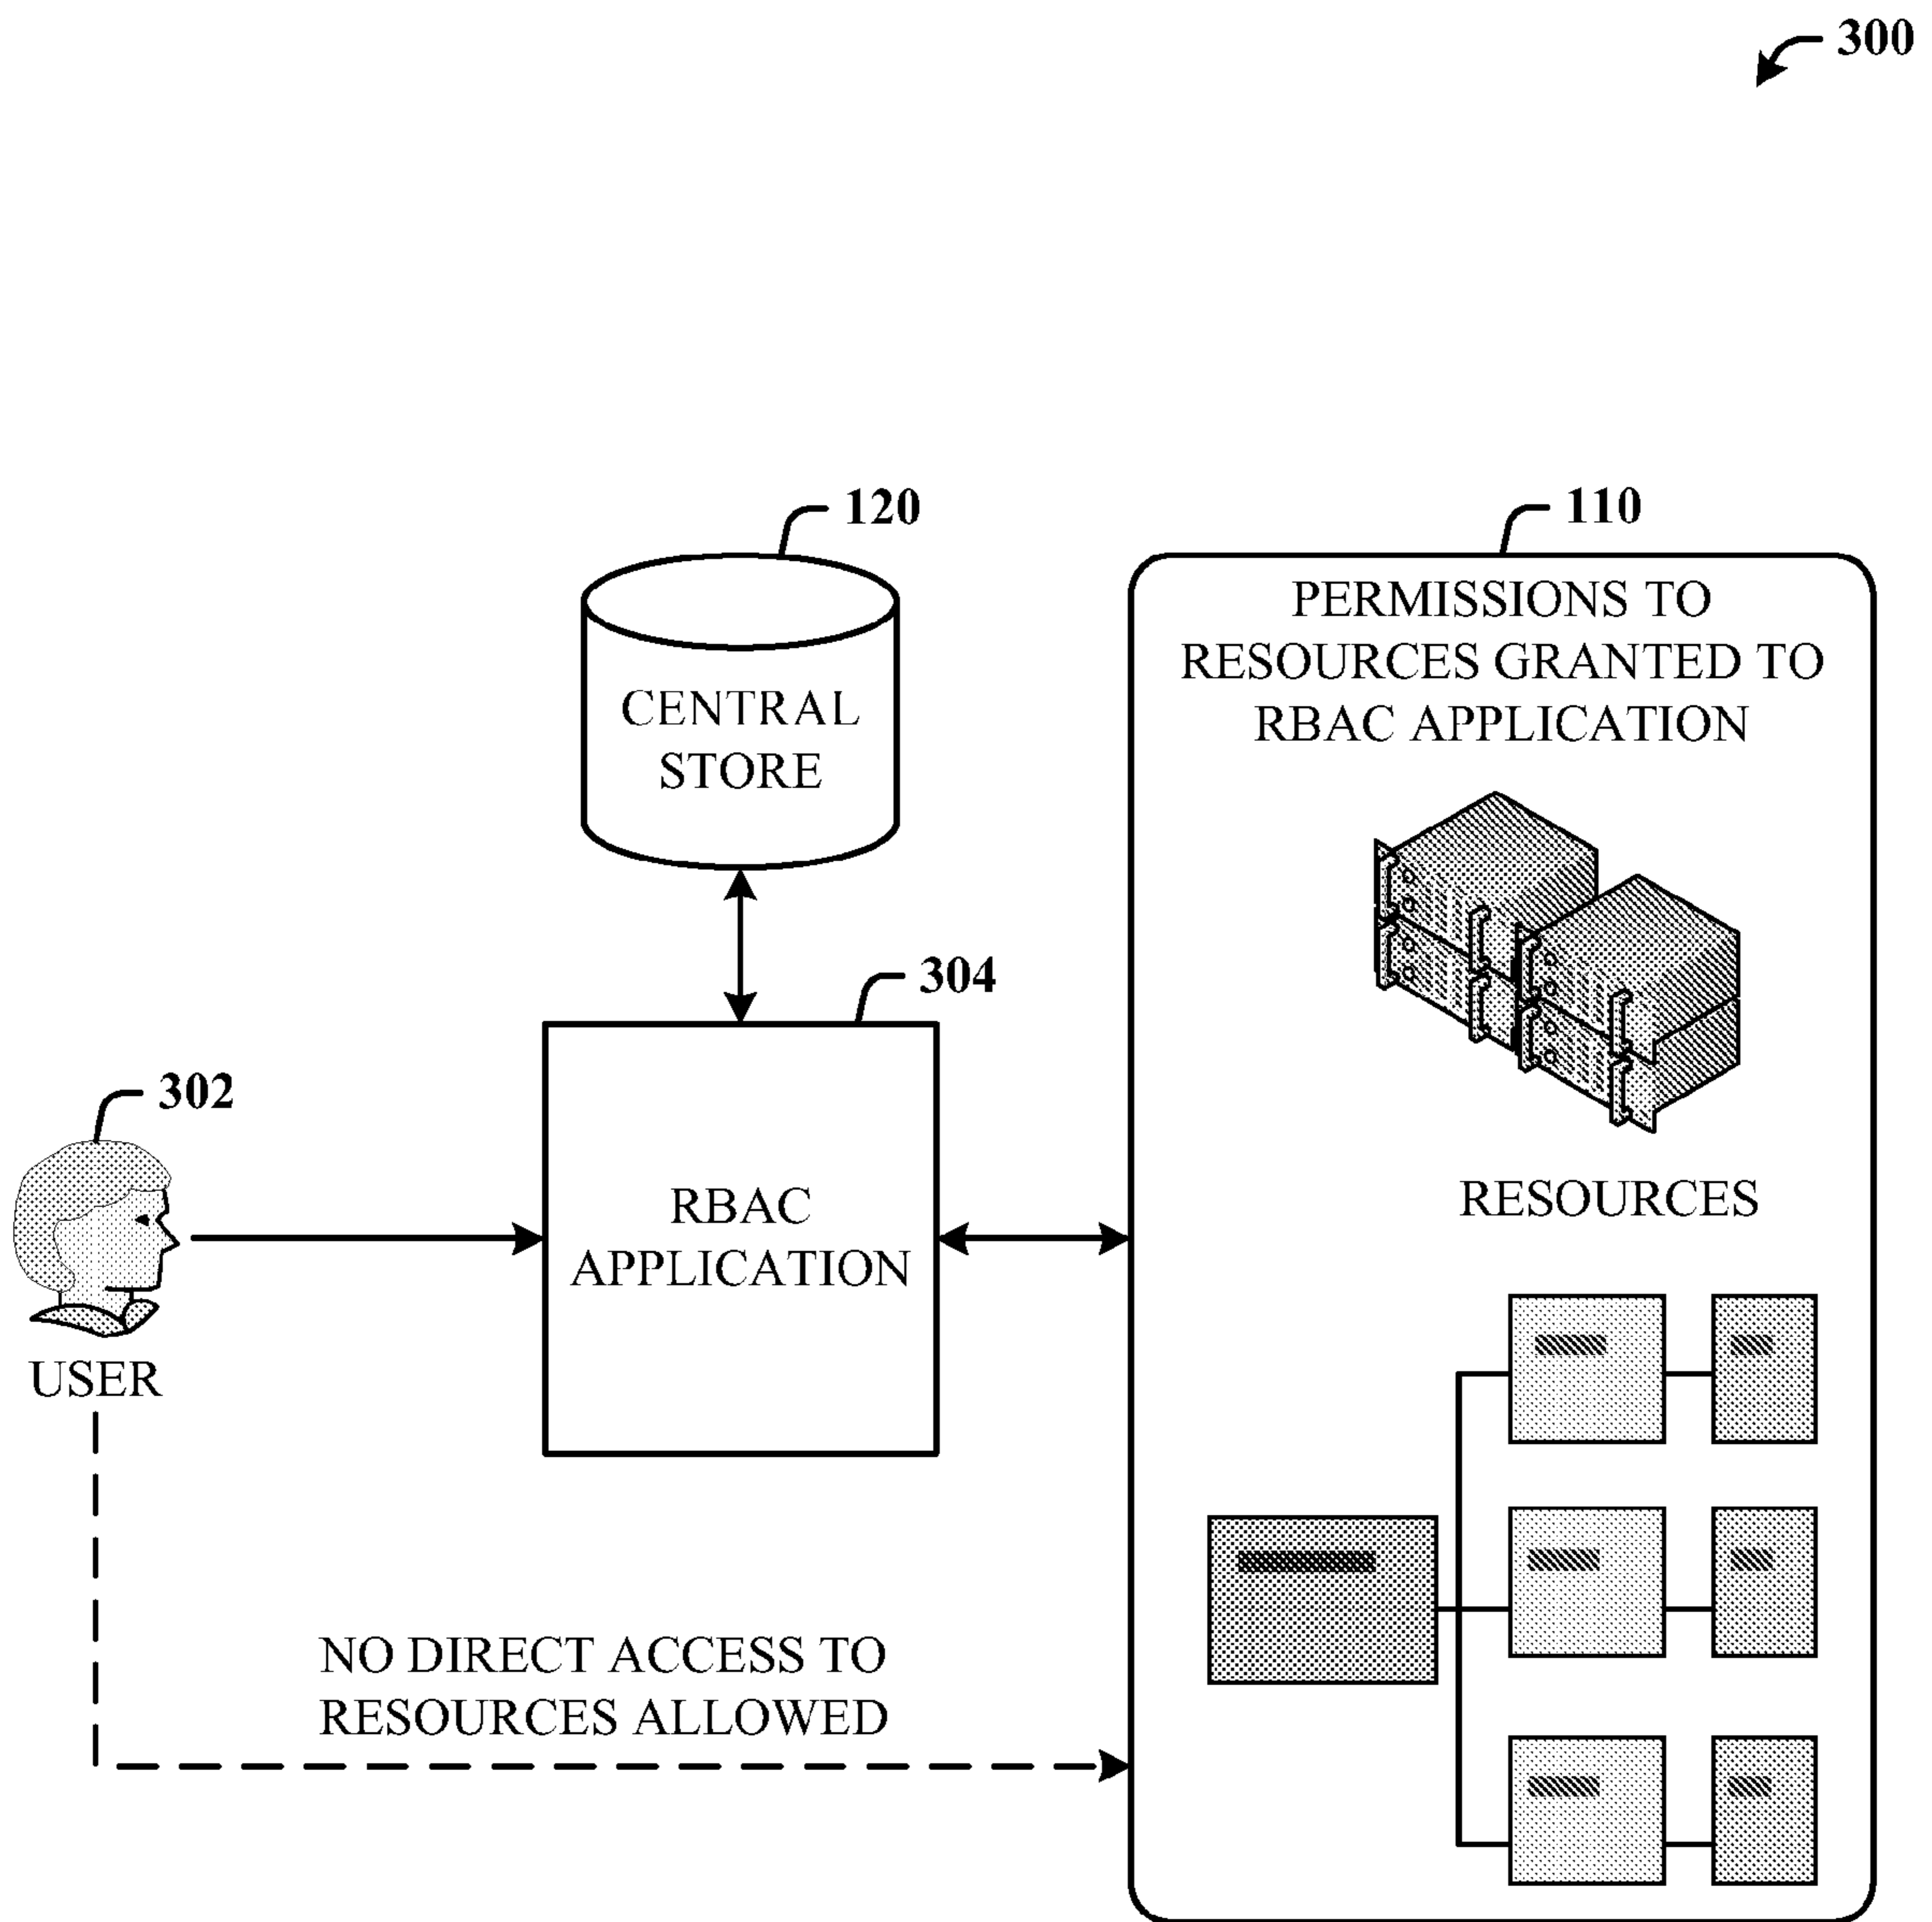 300
120
CENTRAL
STORE
110
PERMISSIONS TO
RESOURCES GRANTED TO
RBAC APPLICATION
304
RBAC
APPLICATION
302
USER
RESOURCES
NO DIRECT ACCESS TO
RESOURCES ALLOWED